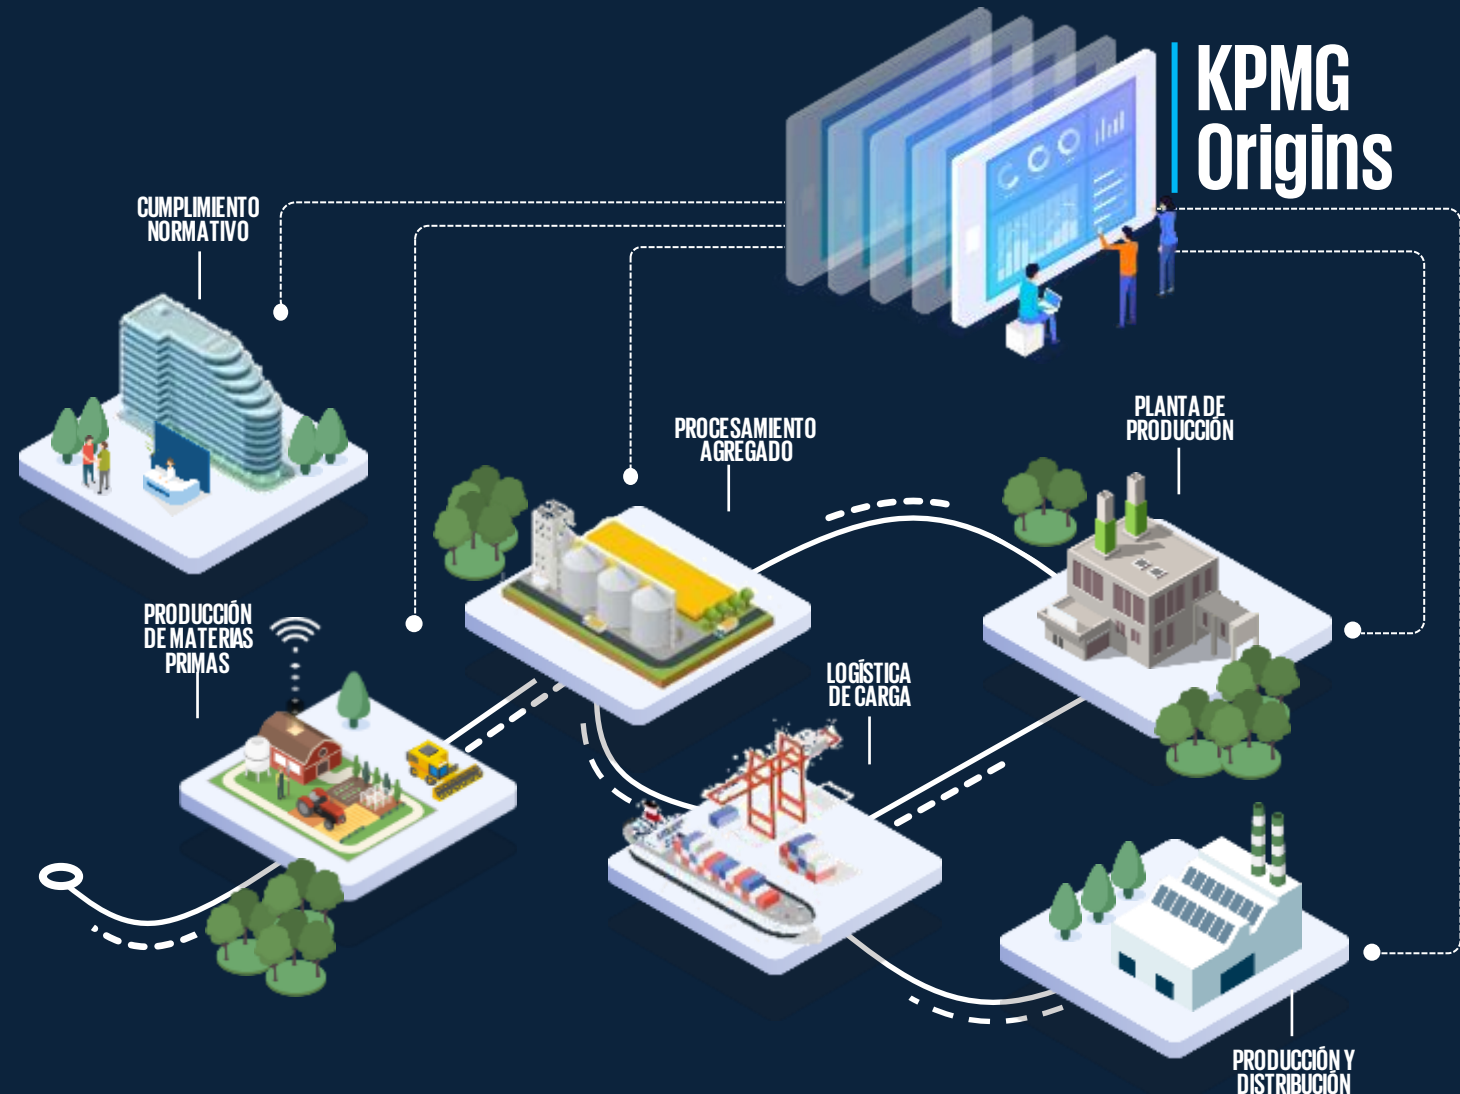 KPMG
Origins
CUMPLIMIENTO
NORMATIVO
PROCESAMIENTO
AGREGADO
PLANTA DE
PRODUCCIÓN
PRODUCCIÓN
DE MATERIAS
PRIMAS
LOGÍSTICA
DE CARGA
PRODUCCIÓN Y
DISTRIBUCIÓN